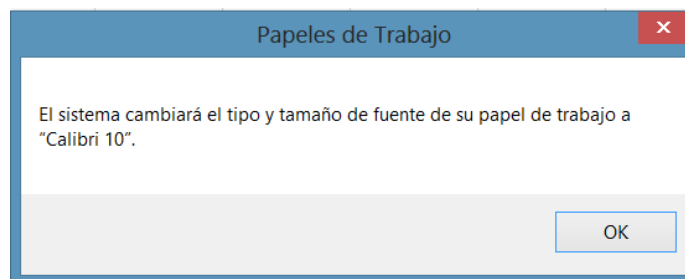 Papeles de Trabajo
El sistema cambiará el tipo y tamaño de fuente de su papel de trabajo a
“Calibri 10”.
OK